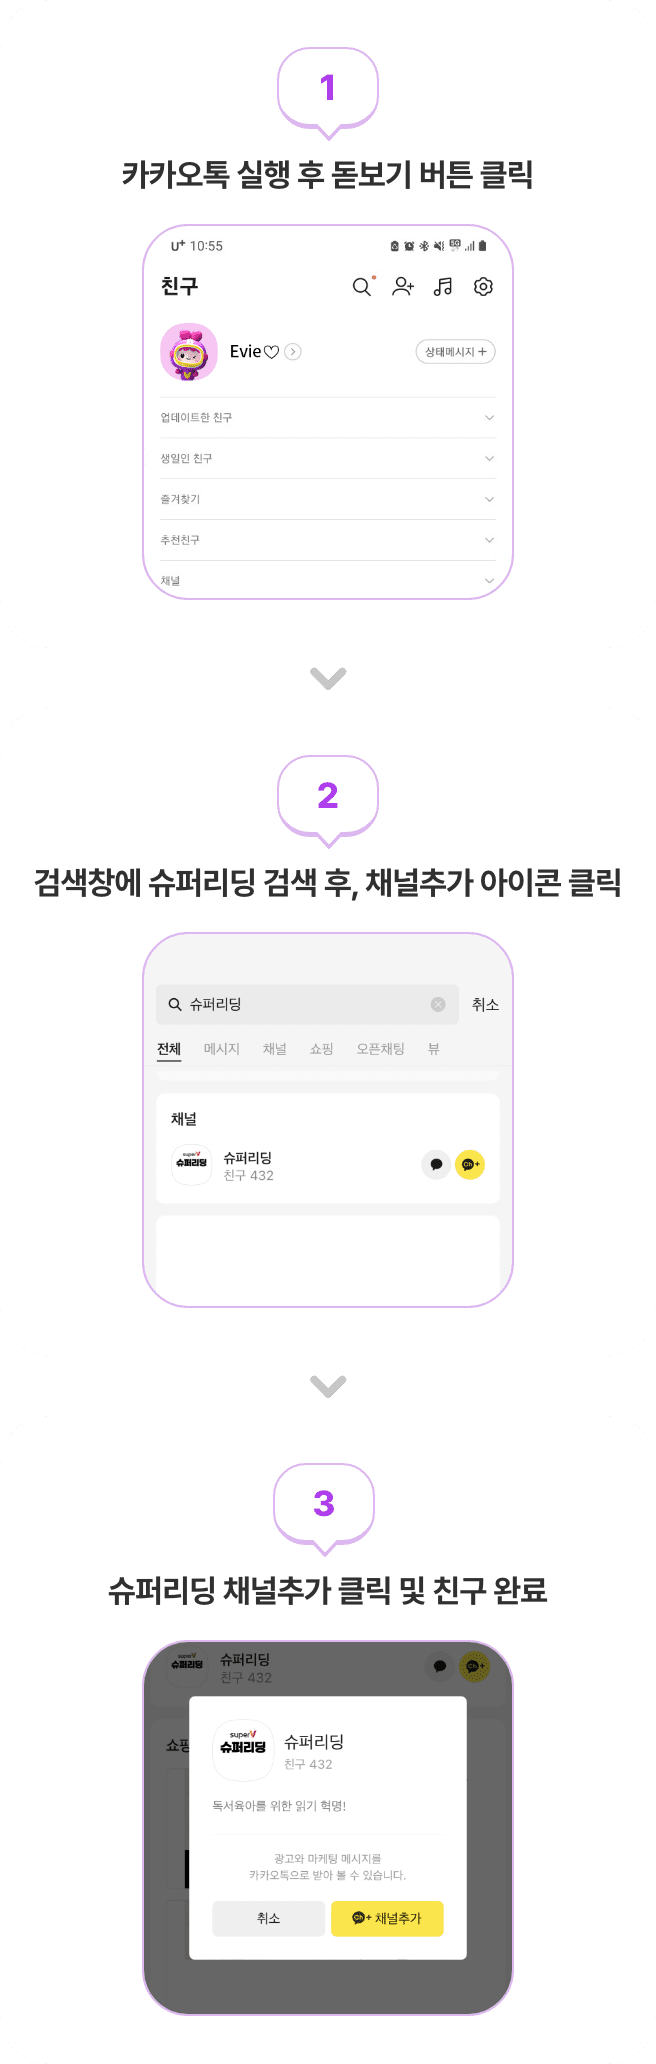 1
카카오톡 실행 후 돋보기 버튼 클릭
U+ 10:55
친구
Evie♡
상태메시지 +
업데이트한 친구
생일인 친구
즐겨찾기
추천친구
채널
2
검색창에 슈퍼리딩 검색 후, 채널추가 아이콘 클릭
슈퍼리딩
취소
전체 메시지 채널 쇼핑 오픈채팅 뷰
채널
superV
슈퍼리딩
슈퍼리딩
친구 432
Ch+
3
슈퍼리딩 채널추가 클릭 및 친구 완료
superV
슈퍼리딩
슈퍼리딩
친구 432
Ch+
쇼핑
superV
슈퍼리딩
슈퍼리딩
친구 432
독서육아를 위한 읽기 혁명!
광고와 마케팅 메시지를
카카오톡으로 받아 볼 수 있습니다.
취소
Ch+ 채널추가